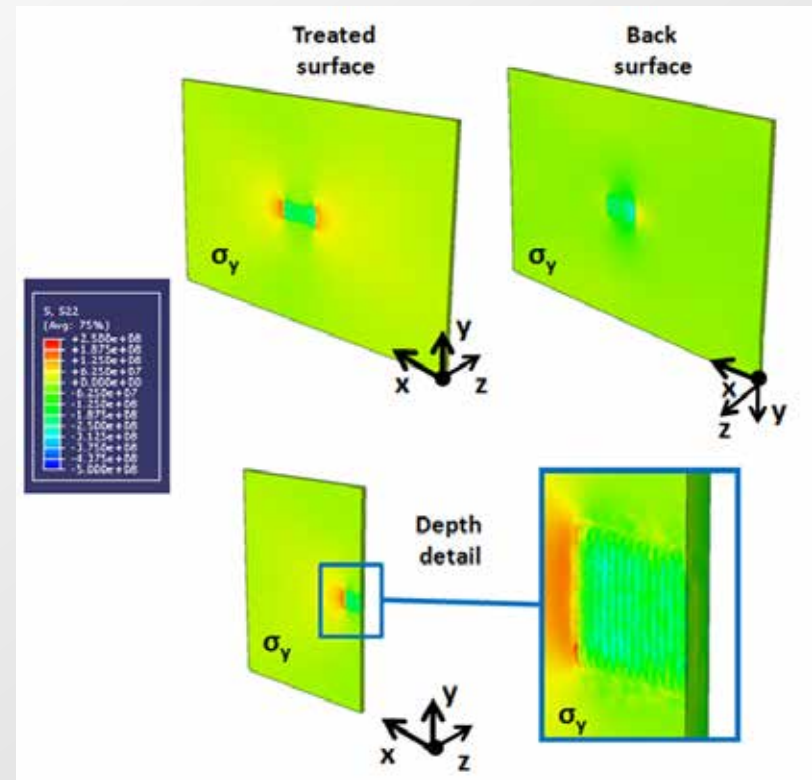 Treated
surface
Back
surface
σy
σy
S, S22
(Avg: 75%)
+2.500e+08
+1.875e+08
+1.250e+08
+6.250e+07
+0.000e+00
-6.250e+07
-1.250e+08
-1.875e+08
-2.500e+08
-3.125e+08
-3.750e+08
-4.375e+08
-5.000e+08
y
x
z
x
z
y
Depth
detail
σy
σy
y
x
z